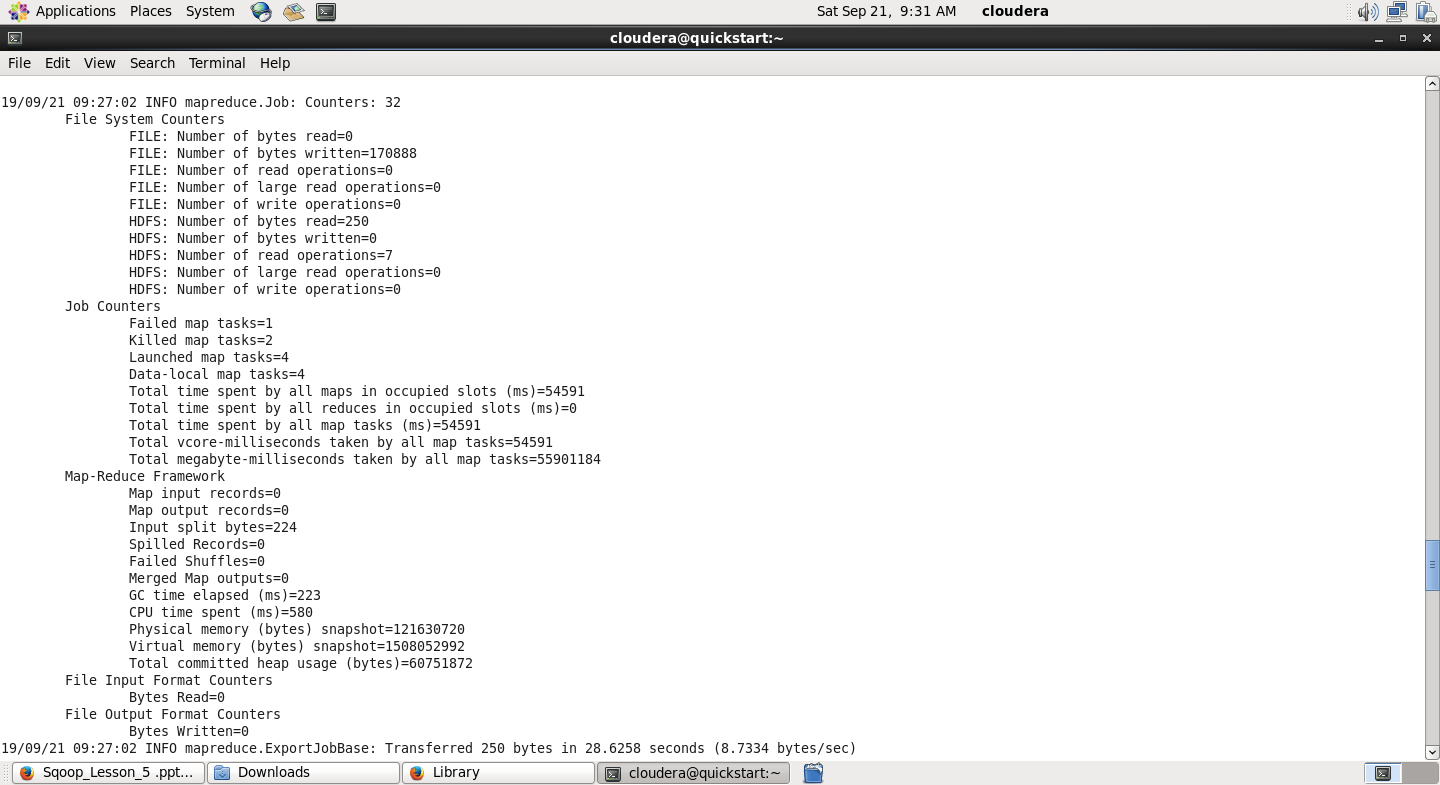 Applications Places System Sat Sep 21, 9:31 AM cloudera
cloudera@quickstart:~
File Edit View Search Terminal Help
19/09/21 09:27:02 INFO mapreduce.Job: Counters: 32
File System Counters
FILE: Number of bytes read=0
FILE: Number of bytes written=170888
FILE: Number of read operations=0
FILE: Number of large read operations=0
FILE: Number of write operations=0
HDFS: Number of bytes read=250
HDFS: Number of bytes written=0
HDFS: Number of read operations=7
HDFS: Number of large read operations=0
HDFS: Number of write operations=0
Job Counters
Failed map tasks=1
Killed map tasks=2
Launched map tasks=4
Data-local map tasks=4
Total time spent by all maps in occupied slots (ms)=54591
Total time spent by all reduces in occupied slots (ms)=0
Total time spent by all map tasks (ms)=54591
Total vcore-milliseconds taken by all map tasks=54591
Total megabyte-milliseconds taken by all map tasks=55901184
Map-Reduce Framework
Map input records=0
Map output records=0
Input split bytes=224
Spilled Records=0
Failed Shuffles=0
Merged Map outputs=0
GC time elapsed (ms)=223
CPU time spent (ms)=580
Physical memory (bytes) snapshot=121630720
Virtual memory (bytes) snapshot=1508052992
Total committed heap usage (bytes)=60751872
File Input Format Counters
Bytes Read=0
File Output Format Counters
Bytes Written=0
19/09/21 09:27:02 INFO mapreduce.ExportJobBase: Transferred 250 bytes in 28.6258 seconds (8.7334 bytes/sec)
Sqoop_Lesson_5 .ppt... Downloads Library cloudera@quickstart:~